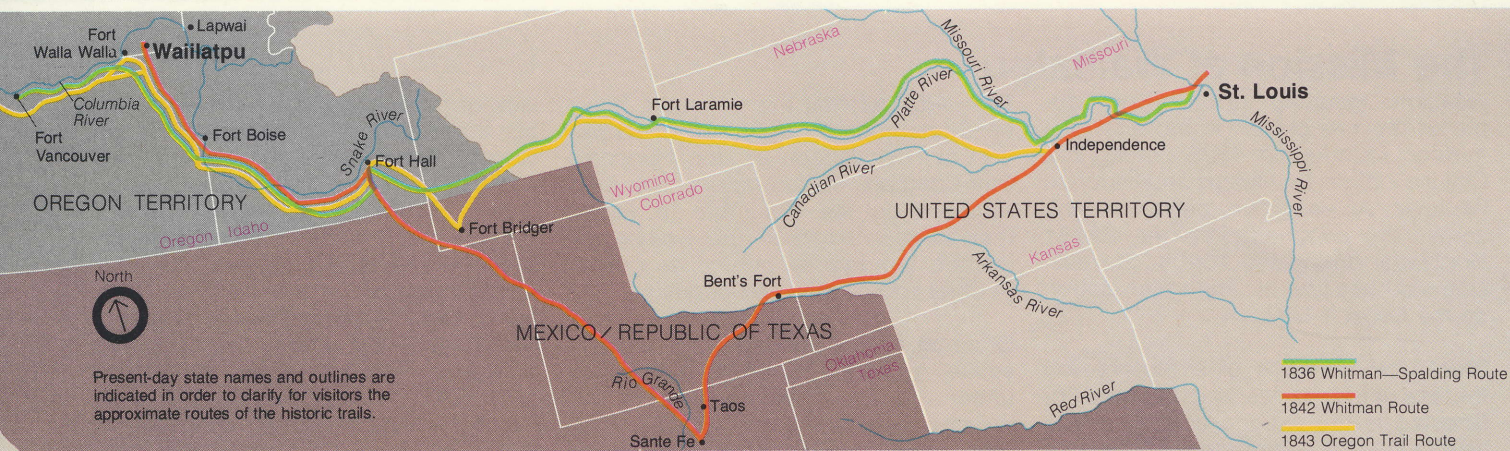 Lapwai
Fort
Walla Walla
Waiilatpu
Columbia
River
Fort
Vancouver
Fort Boise
Snake River
Fort Hall
OREGON TERRITORY
Oregon
Idaho
Fort Bridger
Fort Laramie
Nebraska
Missouri River
Platte River
Missouri
St. Louis
Mississippi River
Independence
Wyoming
Colorado
Canadian River
UNITED STATES TERRITORY
Kansas
Arkansas River
Bent's Fort
MEXICO/REPUBLIC OF TEXAS
Oklahoma
Texas
Rio Grande
Taos
Sante Fe
Red River
North
Present-day state names and outlines are
indicated in order to clarify for visitors the
approximate routes of the historic trails.
1836 Whitman—Spalding Route
1842 Whitman Route
1843 Oregon Trail Route